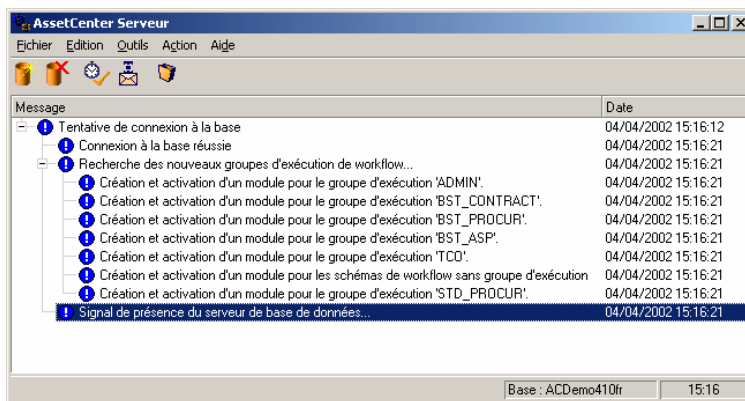 AssetCenter Serveur
Fichier Edition Outils Action Aide
Message Date
Tentative de connexion à la base 04/04/2002 15:16:12
Connexion à la base réussie 04/04/2002 15:16:21
Recherche des nouveaux groupes d'exécution de workflow... 04/04/2002 15:16:21
Création et activation d'un module pour le groupe d'exécution 'ADMIN'. 04/04/2002 15:16:21
Création et activation d'un module pour le groupe d'exécution 'BST_CONTRACT'. 04/04/2002 15:16:21
Création et activation d'un module pour le groupe d'exécution 'BST_PROCUR'. 04/04/2002 15:16:21
Création et activation d'un module pour le groupe d'exécution 'BST_ASP'. 04/04/2002 15:16:21
Création et activation d'un module pour le groupe d'exécution 'TCO'. 04/04/2002 15:16:21
Création et activation d'un module pour les schémas de workflow sans groupe d'exécution 04/04/2002 15:16:21
Création et activation d'un module pour le groupe d'exécution 'STD_PROCUR'. 04/04/2002 15:16:21
Signal de présence du serveur de base de données... 04/04/2002 15:16:21
Base : ACDemo410fr 15:16